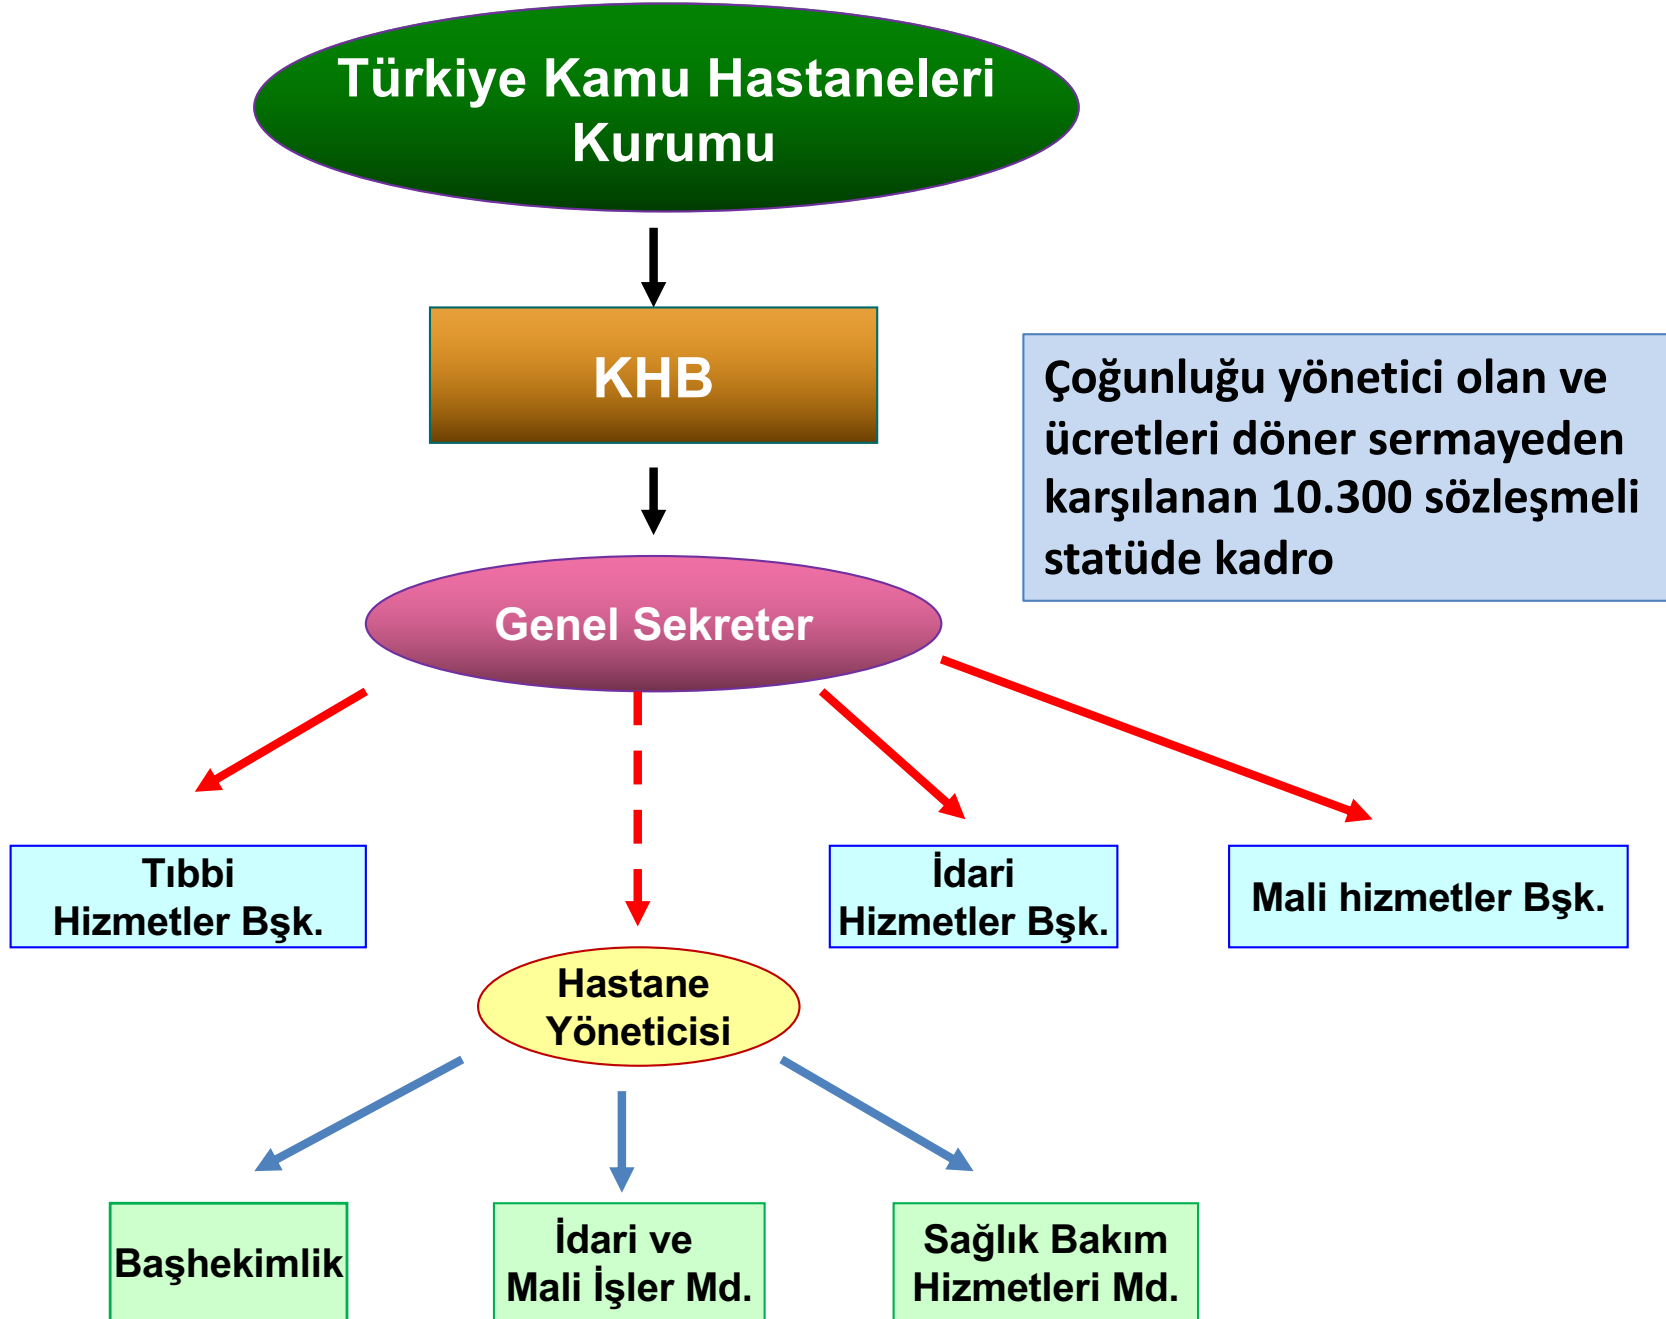 Türkiye Kamu Hastaneleri
Kurumu
KHB
Çoğunluğu yönetici olan ve
ücretleri döner sermayeden
karşılanan 10.300 sözleşmeli
statüde kadro
Genel Sekreter
Tıbbi
Hizmetler Bşk.
İdari
Hizmetler Bşk.
Mali hizmetler Bşk.
Hastane
Yöneticisi
Başhekimlik
İdari ve
Mali İşler Md.
Sağlık Bakım
Hizmetleri Md.